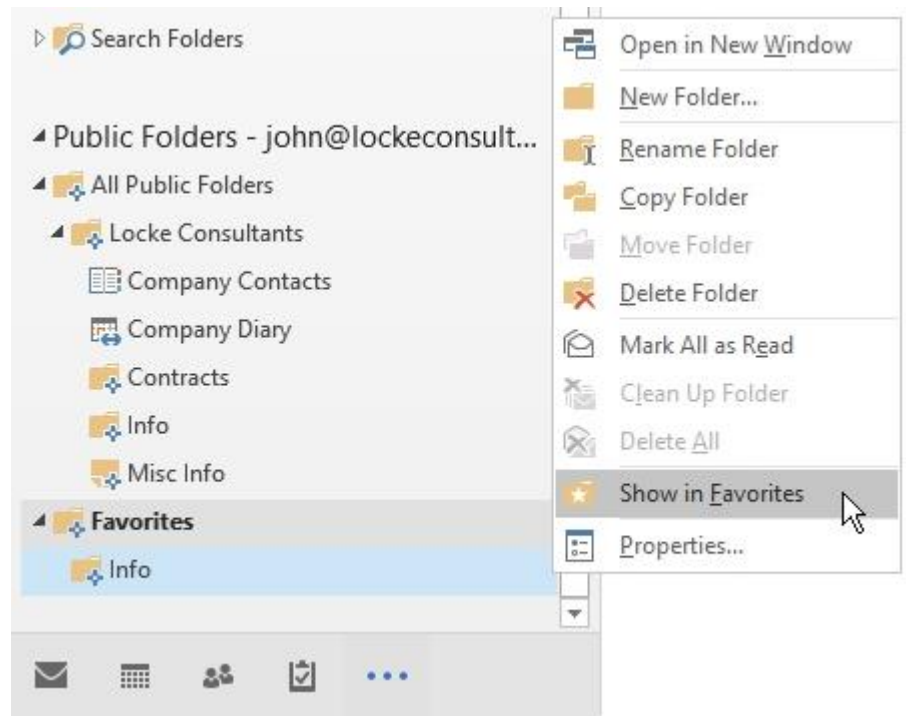 Search Folders
Public Folders - john@lockeconsult...
All Public Folders
Locke Consultants
Company Contacts
Company Diary
Contracts
Info
Misc Info
Favorites
Info
Open in New Window
New Folder...
Rename Folder
Copy Folder
Move Folder
Delete Folder
Mark All as Read
Clean Up Folder
Delete All
Show in Favorites
Properties...